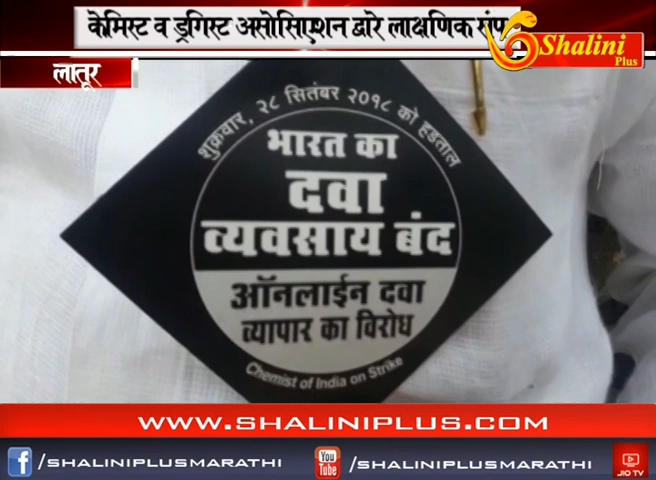 केमिस्ट व ड्रगिस्ट असोसिएशन द्वारे लाक्षणिक संप
Shalini
Plus
लातूर
शुक्रवार, २८ सितंबर २०१८ को हडताल
भारत का
दवा
व्यवसाय बंद
ऑनलाईन दवा
व्यापार का विरोध
Chemist of India on Strike
WWW.SHALINIPLUS.COM
/SHALINIPLUSMARATHI
You
Tube
/SHALINIPLUSMARATHI
JIO TV